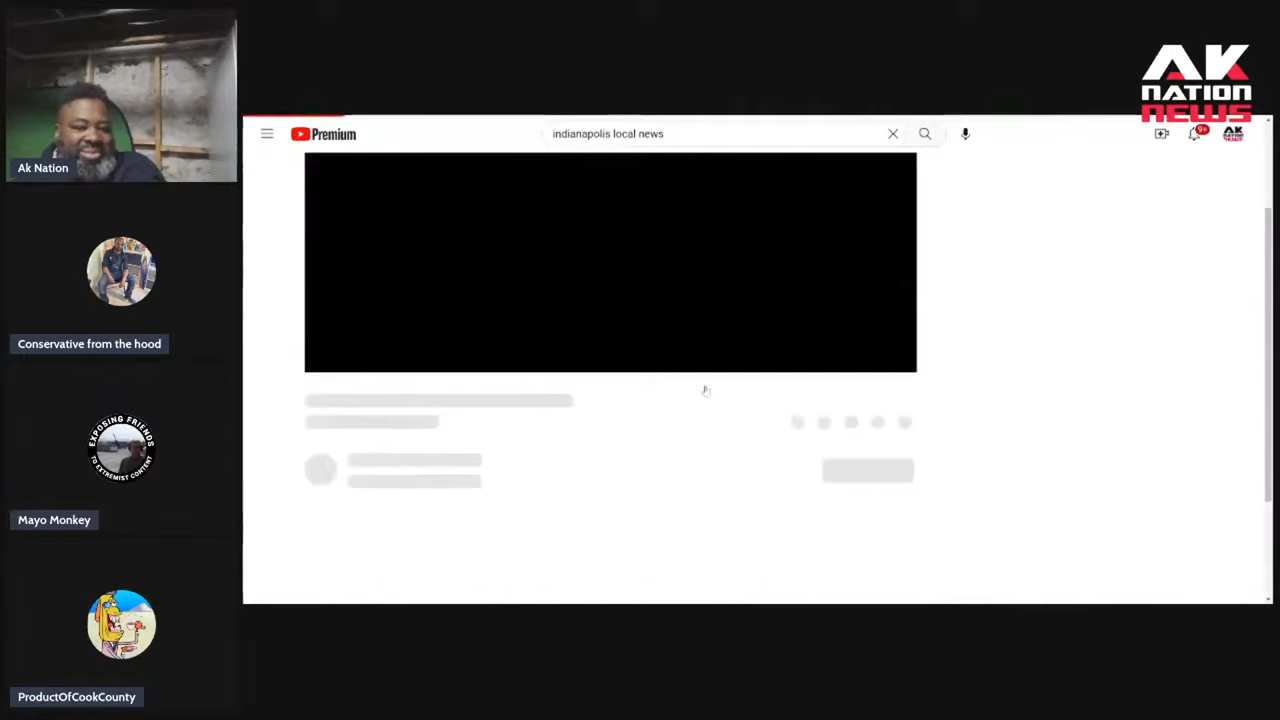 AK
NATION
NEWS
Premium
indianapolis local news
9+
Ak Nation
Conservative from the hood
EXPOSING FRIENDS
TO EXTREMIST CONTENT
Mayo Monkey
ProductOfCookCounty